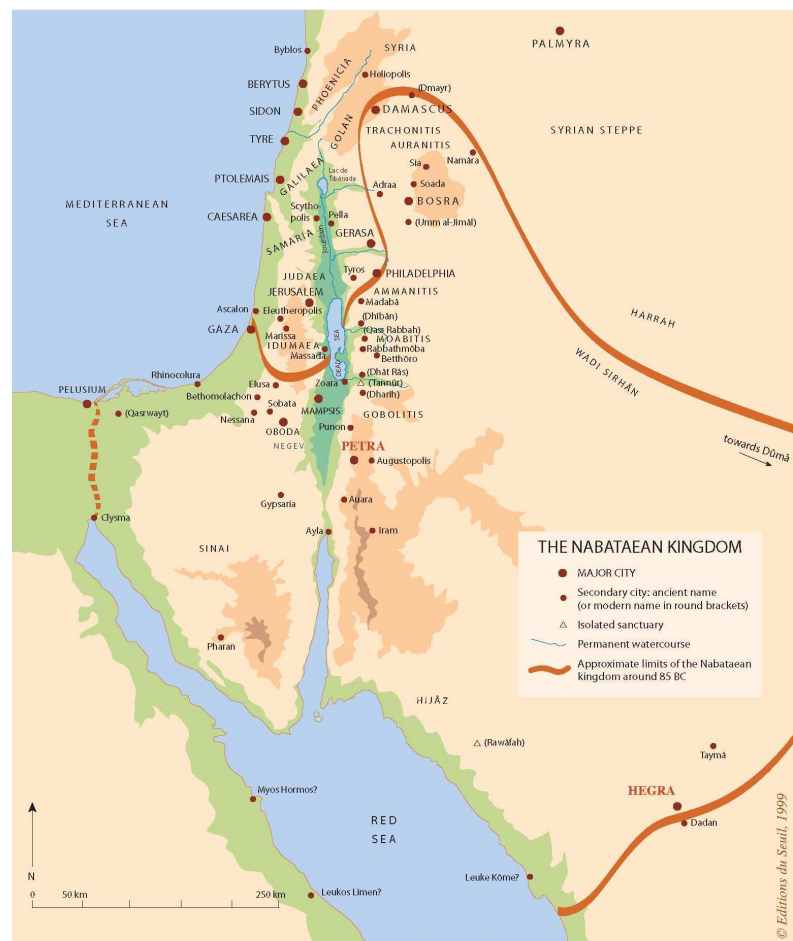 SYRIA
PALMYRA
Byblos
Heliopolis
PHOENICIA
BERYTUS
(Dmayr)
DAMASCUS
SIDON
GOLAN
TRACHONITIS
SYRIAN STEPPE
TYRE
AURANITIS
GALILAEA
Namâra
Sia
Lac de
Tibériade
PTOLEMAIS
Adraa
Soada
MEDITERRANEAN
SEA
BOSRA
Scytho-
polis
Pella
CAESAREA
(Umm al-Jimâl)
SAMARIA
GERASA
Tyros
PHILADELPHIA
JUDAEA
JERUSALEM
AMMANITIS
Madabâ
Ascalon
Eleutheropolis
(Dhibân)
HARRAH
GAZA
Marissa
(Qasr Rabbah)
MOABITIS
IDUMAEA
DEAD
SEA
Rabbathmôba
Massada
Betthôro
WADI SIRHÂN
Rhinocolura
(Dhât Râs)
PELUSIUM
Elusa
Zoara
(Tannûr)
Bethomolachon
(Dharih)
(Qasrwayt)
Sobata
MAMPSIS
GOBOLITIS
Nessana
OBODA
Punon
NEGEV
PETRA
towards Dûmâ
Augustopolis
Gypsaria
Auara
Clysma
Ayla
Iram
SINAI
THE NABATAEAN KINGDOM
MAJOR CITY
Secondary city: ancient name
(or modern name in round brackets)
Isolated sanctuary
Permanent watercourse
Approximate limits of the Nabataean
kingdom around 85 BC
Pharan
HIJÂZ
(Rawâfah)
Taymâ
Myos Hormos?
HEGRA
RED
SEA
Dadan
N
0 50 km 250 km
Leuke Kôme?
Leukos Limen?
© Editions du Seuil, 1999